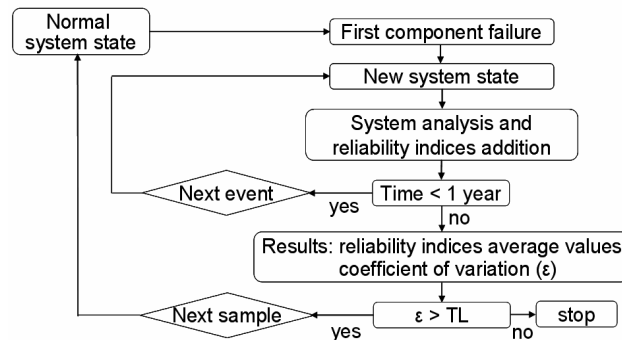 Normal
system state
First component failure
New system state
System analysis and
reliability indices addition
Next event
yes
Time < 1 year
no
Results: reliability indices average values
coefficient of variation (ε)
Next sample
yes
ε > TL
no
stop